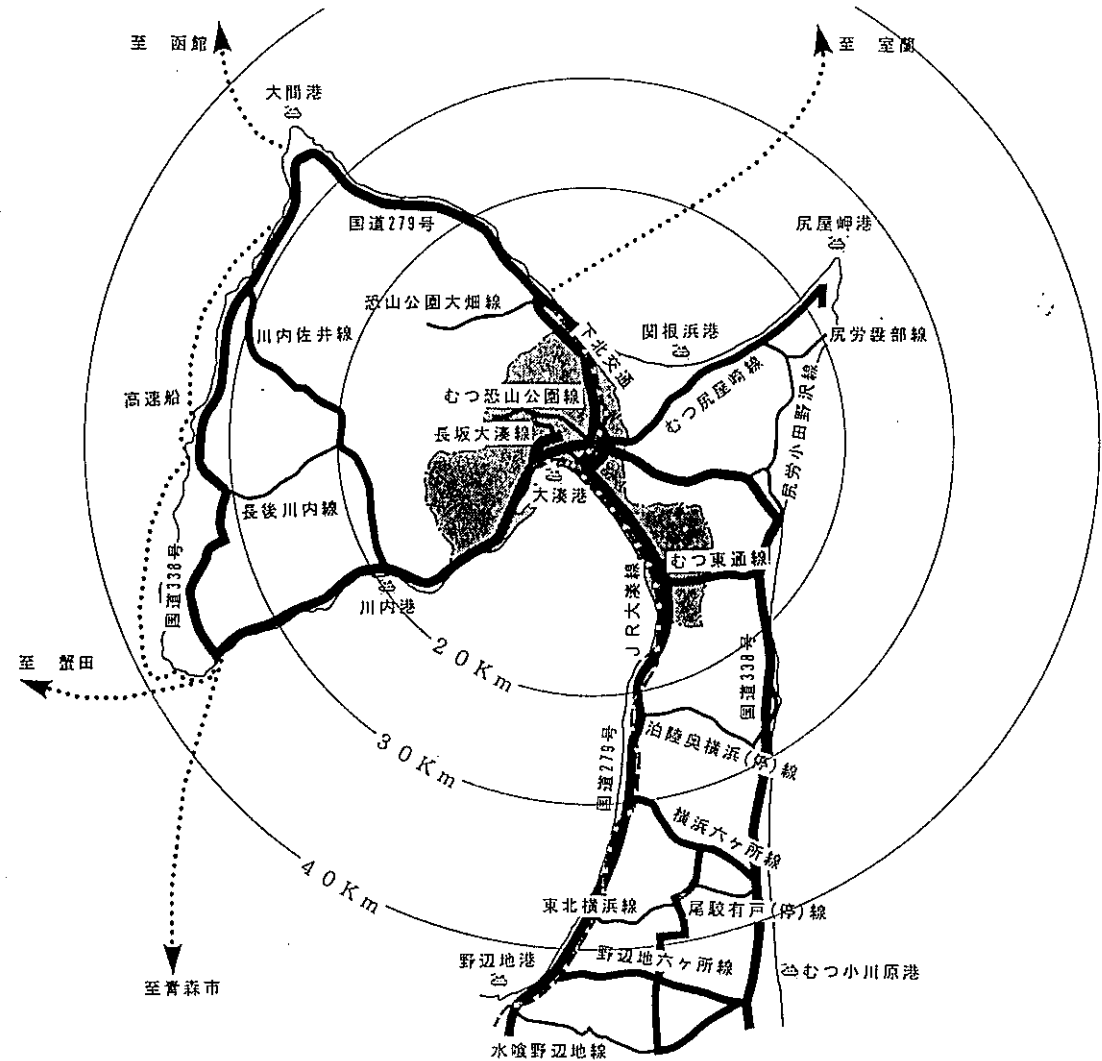 至 函館
至 室蘭
大間港
国道279号
尻屋岬港
恐山公園大畑線
関根浜港
下北交通
川内佐井線
尻労袰部線
むつ尻屋崎線
高速船
むつ恐山公園線
長坂大湊線
尻労小田野沢線
大湊港
長後川内線
むつ東通線
国道338号
川内港
JR大湊線
20Km
至 蟹田
国道338号
泊陸奥横浜(停)線
30Km
国道279号
横浜六ヶ所線
40Km
東北横浜線
尾駮有戸(停)線
野辺地港
野辺地六ヶ所線
むつ小川原港
至青森市
水喰野辺地線